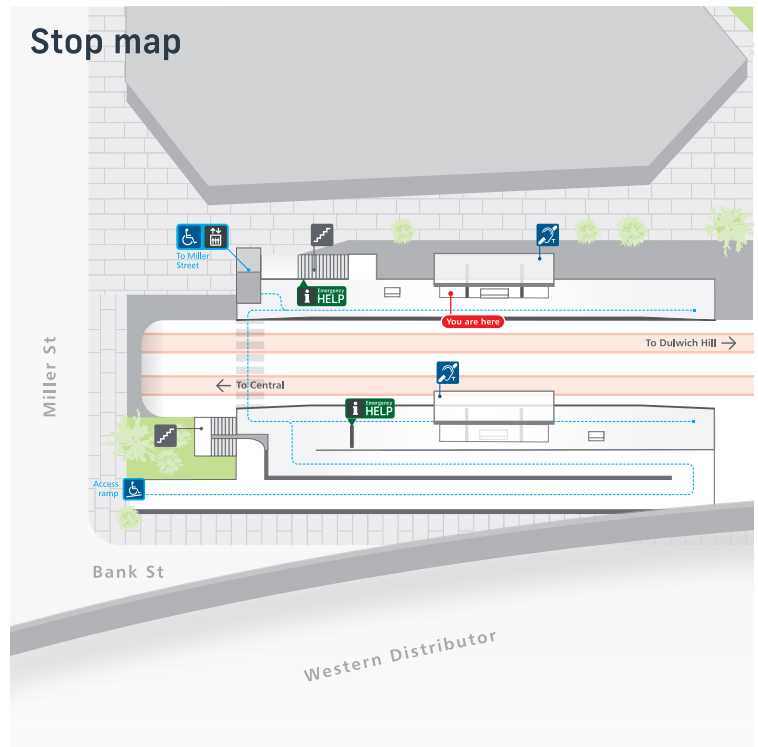 Stop map
To Miller
Street
Emergency
HELP
You are here
To Dulwich Hill
T
Miller St
To Central
T
Emergency
HELP
Access
ramp
Bank St
Western Distributor